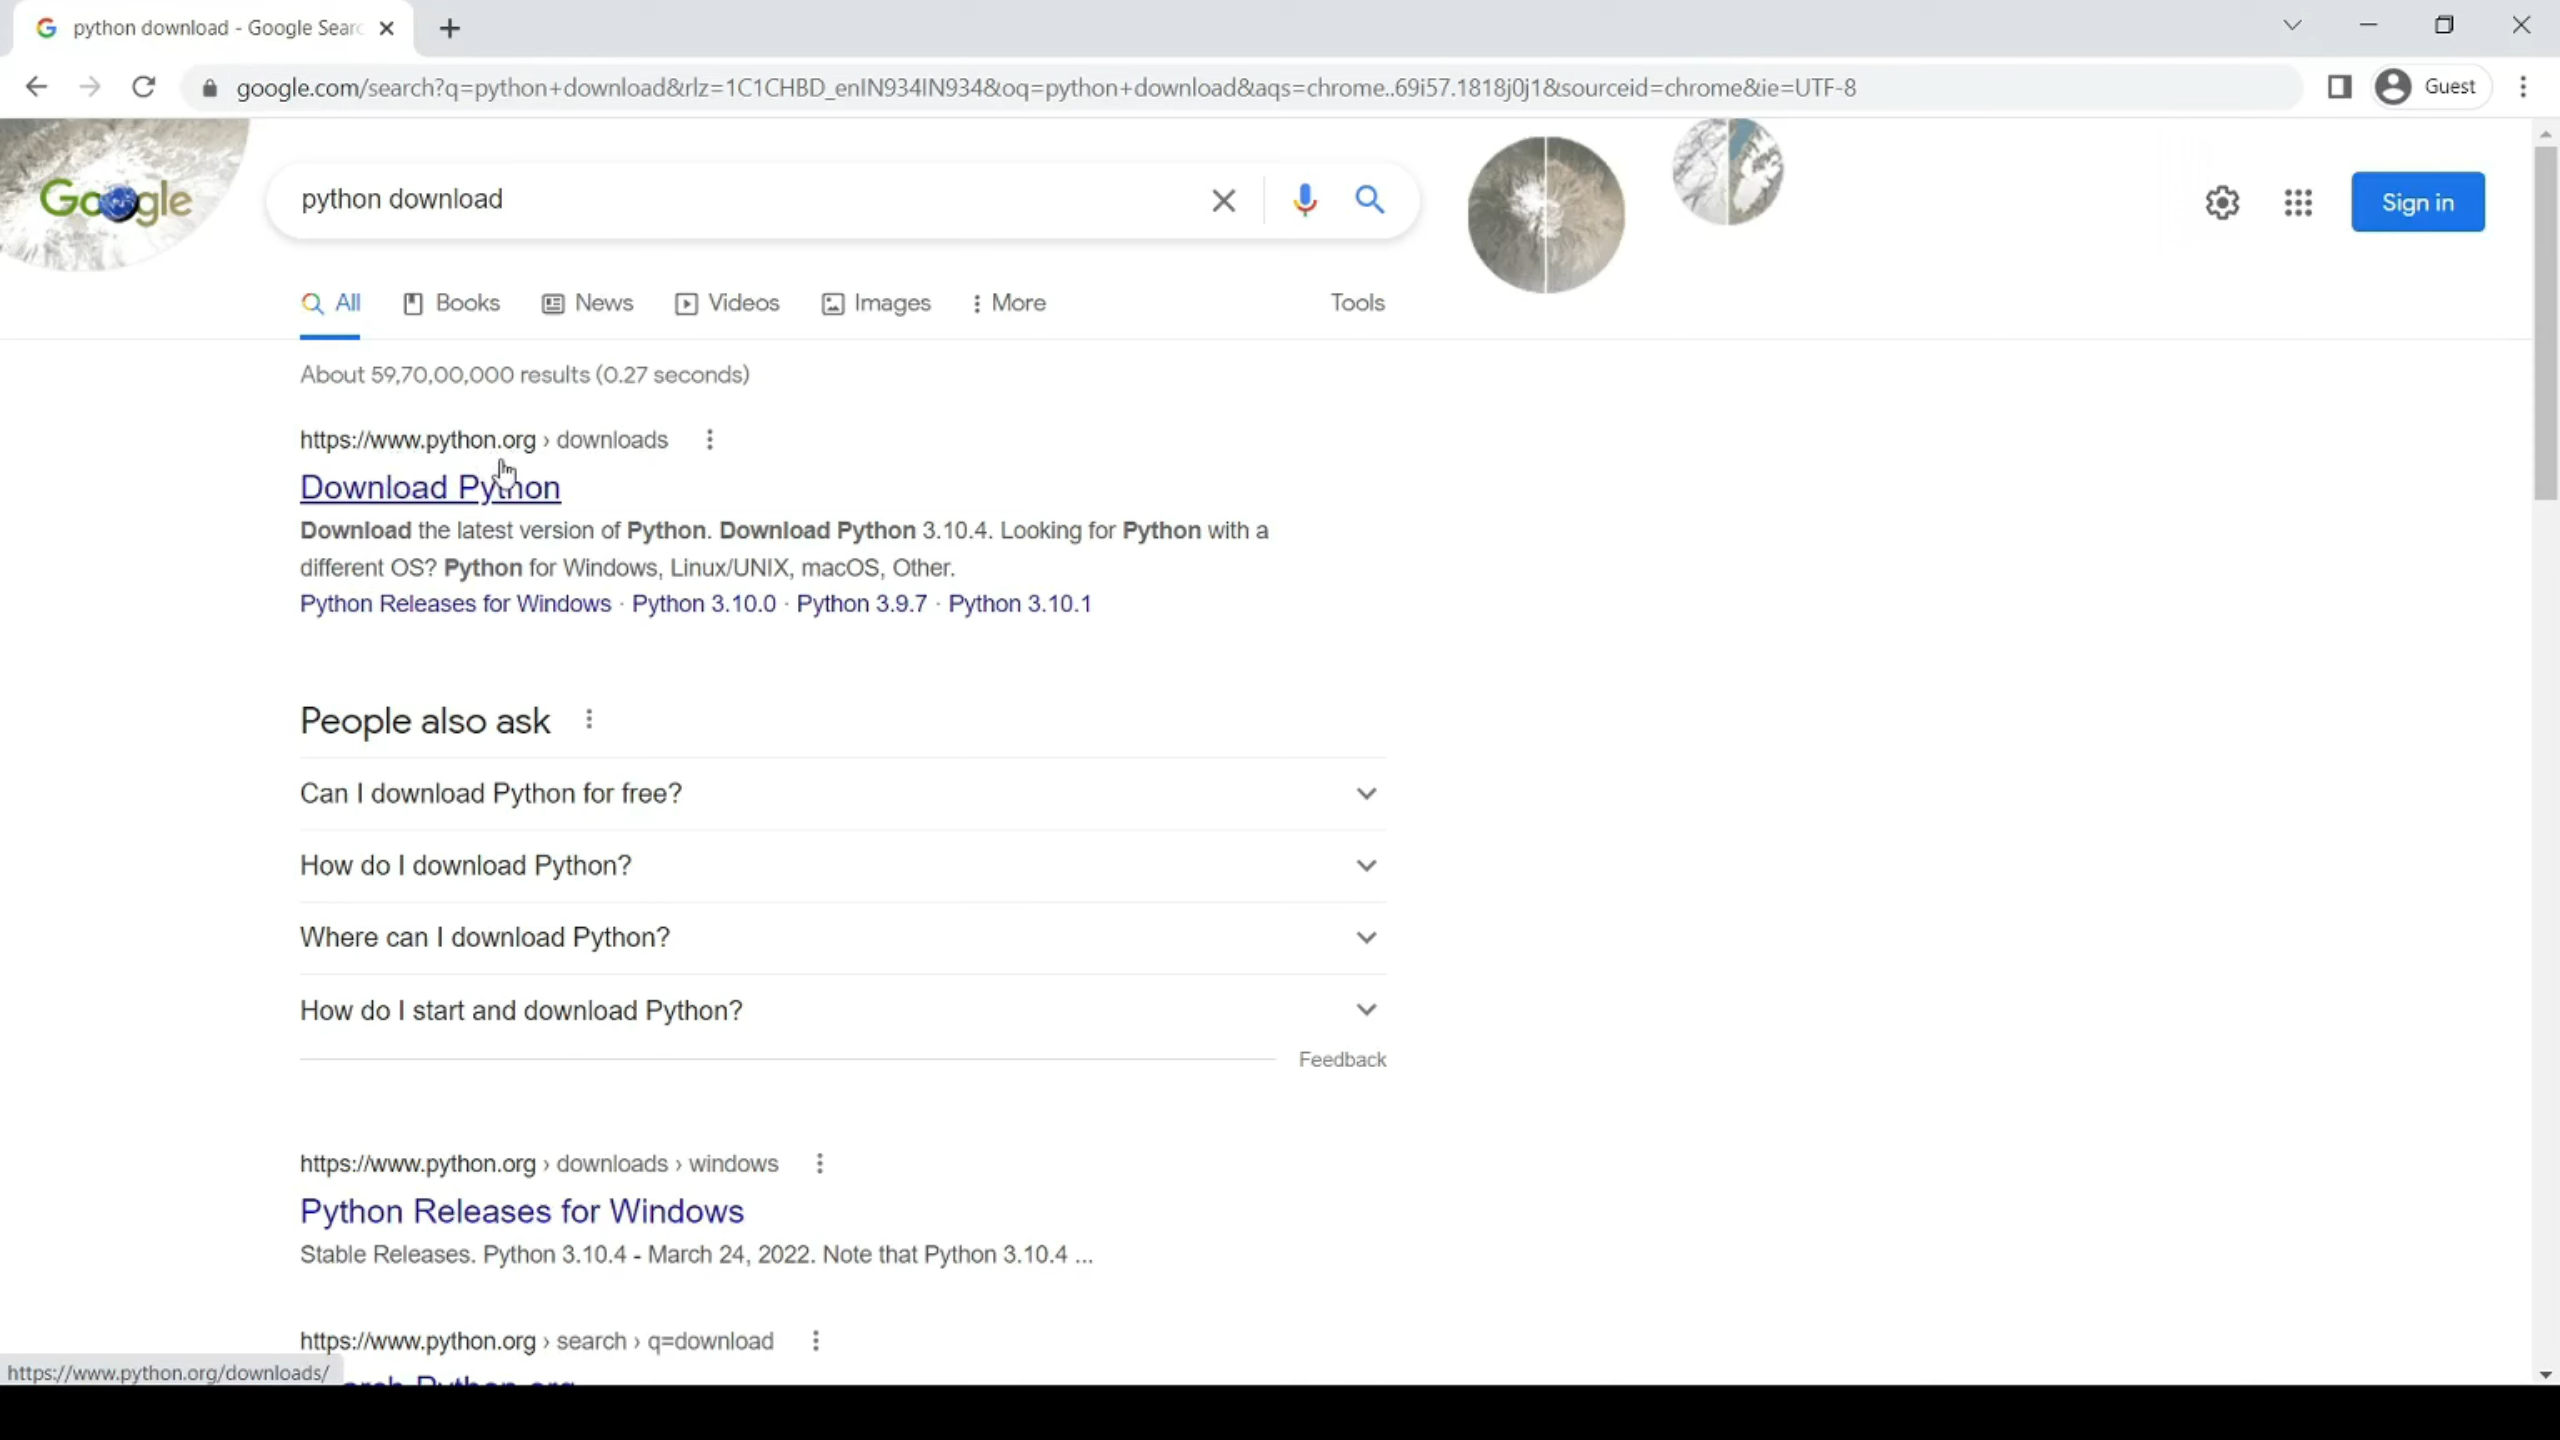 python download - Google Searc
google.com/search?q=python+download&rlz=1C1CHBD_enIN934IN934&oq=python+download&aqs=chrome..69i57.1818j0j1&sourceid=chrome&ie=UTF-8
Guest
Google
python download
Sign in
All
Books
News
Videos
Images
More
Tools
About 59,70,00,000 results (0.27 seconds)
https://www.python.org › downloads
Download Python
Download the latest version of Python. Download Python 3.10.4. Looking for Python with a
different OS? Python for Windows, Linux/UNIX, macOS, Other.
Python Releases for Windows · Python 3.10.0 · Python 3.9.7 · Python 3.10.1
People also ask
Can I download Python for free?
How do I download Python?
Where can I download Python?
How do I start and download Python?
Feedback
https://www.python.org › downloads › windows
Python Releases for Windows
Stable Releases. Python 3.10.4 - March 24, 2022. Note that Python 3.10.4 ...
https://www.python.org › search › q=download
https://www.python.org/downloads/